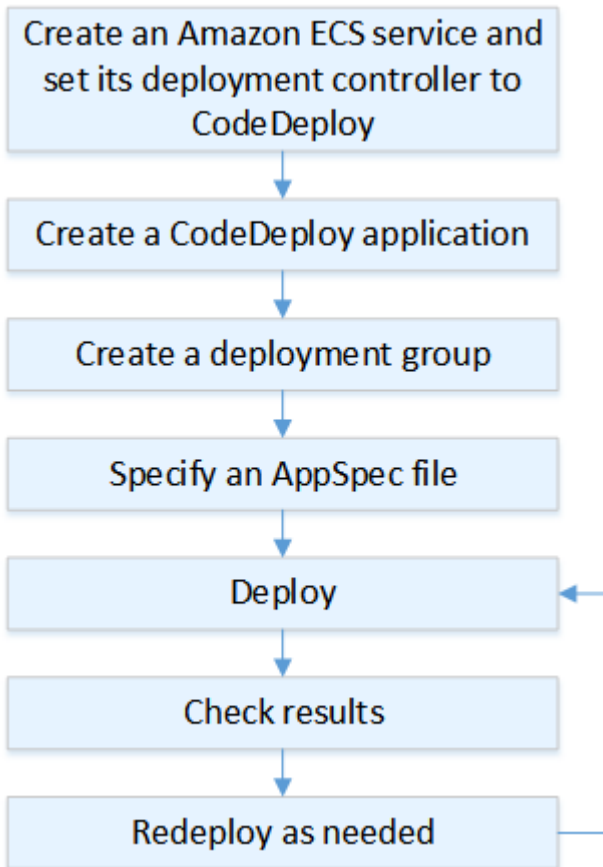 Create an Amazon ECS service and
set its deployment controller to
CodeDeploy
Create a CodeDeploy application
Create a deployment group
Specify an AppSpec file
Deploy
Check results
Redeploy as needed